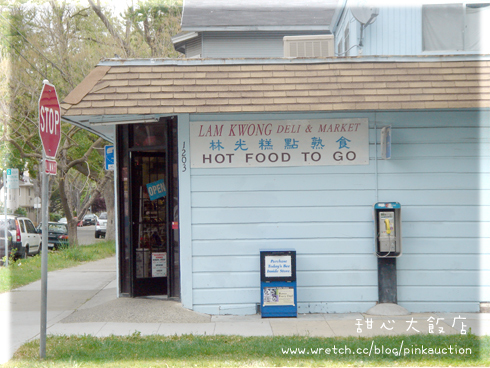 STOP
LAM KWONG DELI & MARKET
林光糕點熟食
HOT FOOD TO GO
1203
OPEN
甜心大飯店
www.wretch.cc/blog/pinkauction